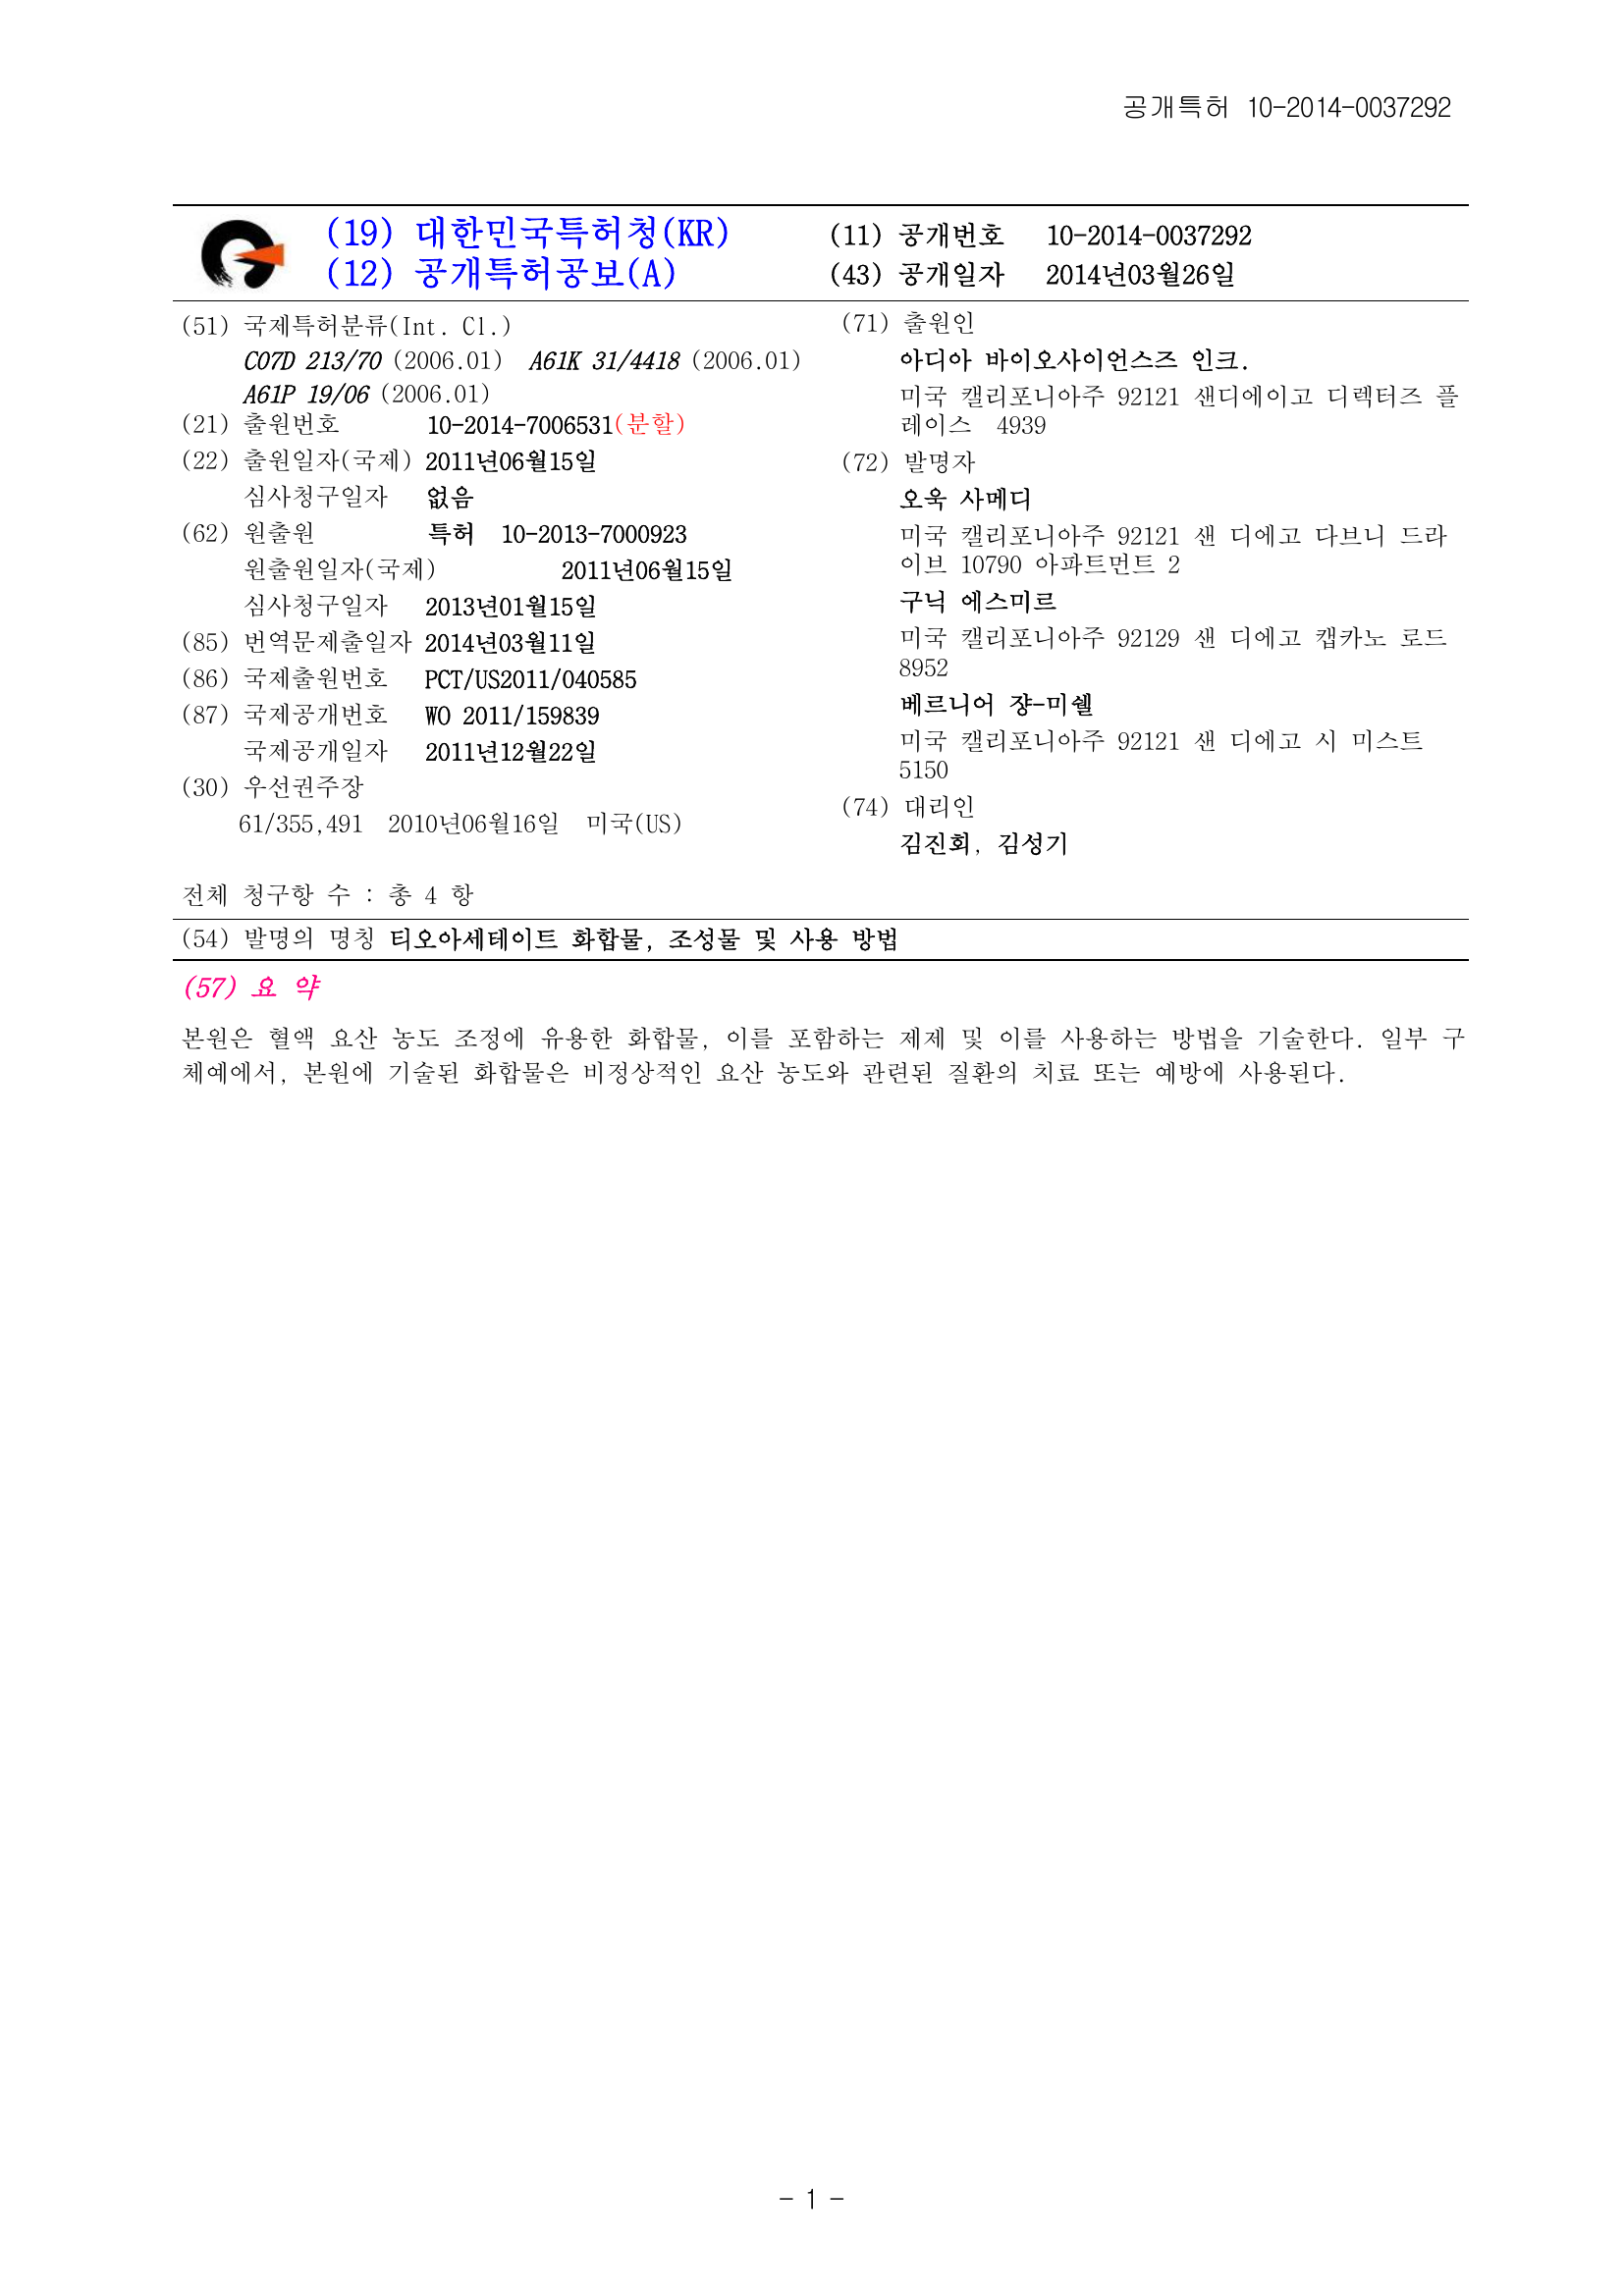 공개특허 10-2014-0037292
(19) 대한민국특허청(KR)
(12) 공개특허공보(A)
(11) 공개번호 10-2014-0037292
(43) 공개일자 2014년03월26일
(51) 국제특허분류(Int. Cl.)
C07D 213/70 (2006.01) A61K 31/4418 (2006.01)
A61P 19/06 (2006.01)
(21) 출원번호 10-2014-7006531(분할)
(22) 출원일자(국제) 2011년06월15일
심사청구일자 없음
(62) 원출원 특허 10-2013-7000923
원출원일자(국제) 2011년06월15일
심사청구일자 2013년01월15일
(85) 번역문제출일자 2014년03월11일
(86) 국제출원번호 PCT/US2011/040585
(87) 국제공개번호 WO 2011/159839
국제공개일자 2011년12월22일
(30) 우선권주장
61/355,491 2010년06월16일 미국(US)
(71) 출원인
아디아 바이오사이언스즈 인크.
미국 캘리포니아주 92121 샌디에이고 디렉터즈 플
레이스 4939
(72) 발명자
오욱 사메디
미국 캘리포니아주 92121 샌 디에고 다브니 드라
이브 10790 아파트먼트 2
구닉 에스미르
미국 캘리포니아주 92129 샌 디에고 캡카노 로드
8952
베르니어 쟝-미쉘
미국 캘리포니아주 92121 샌 디에고 시 미스트
5150
(74) 대리인
김진회, 김성기
전체 청구항 수 : 총 4 항
(54) 발명의 명칭 티오아세테이트 화합물, 조성물 및 사용 방법
(57) 요 약
본원은 혈액 요산 농도 조정에 유용한 화합물, 이를 포함하는 제제 및 이를 사용하는 방법을 기술한다. 일부 구
체예에서, 본원에 기술된 화합물은 비정상적인 요산 농도와 관련된 질환의 치료 또는 예방에 사용된다.
- 1 -